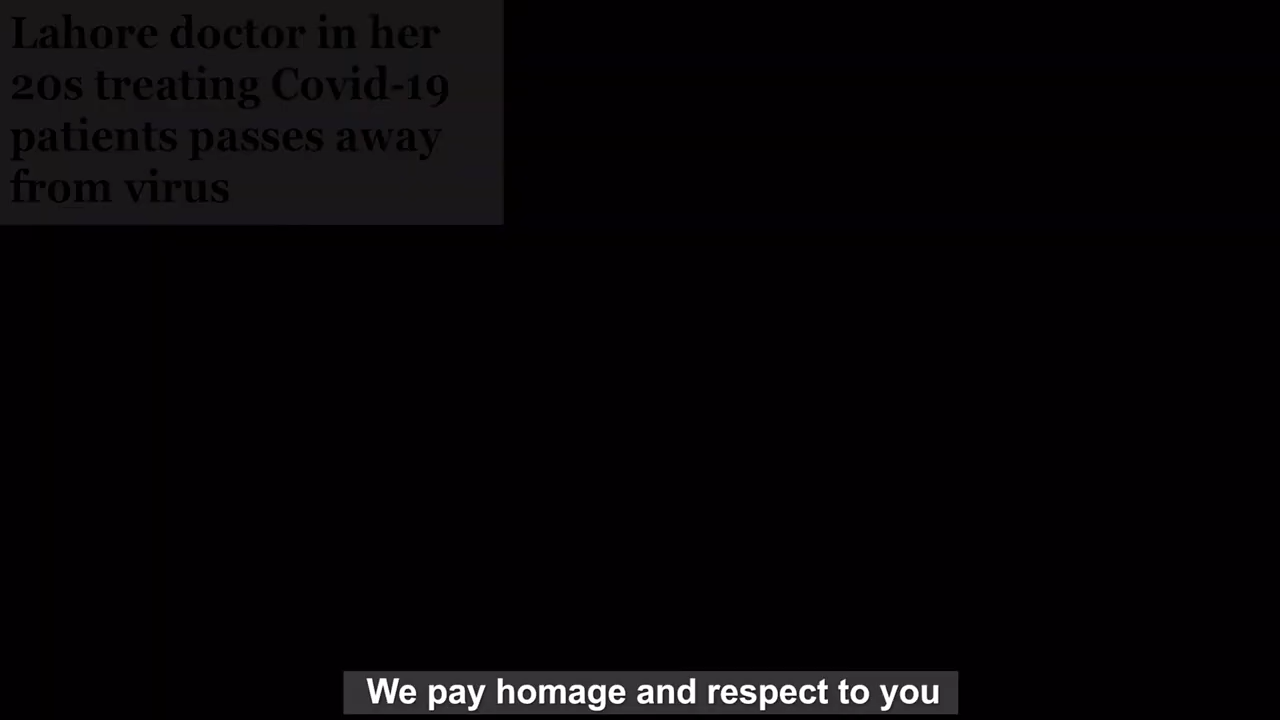 Lahore doctor in her
20s treating Covid-19
patients passes away
from virus
We pay homage and respect to you